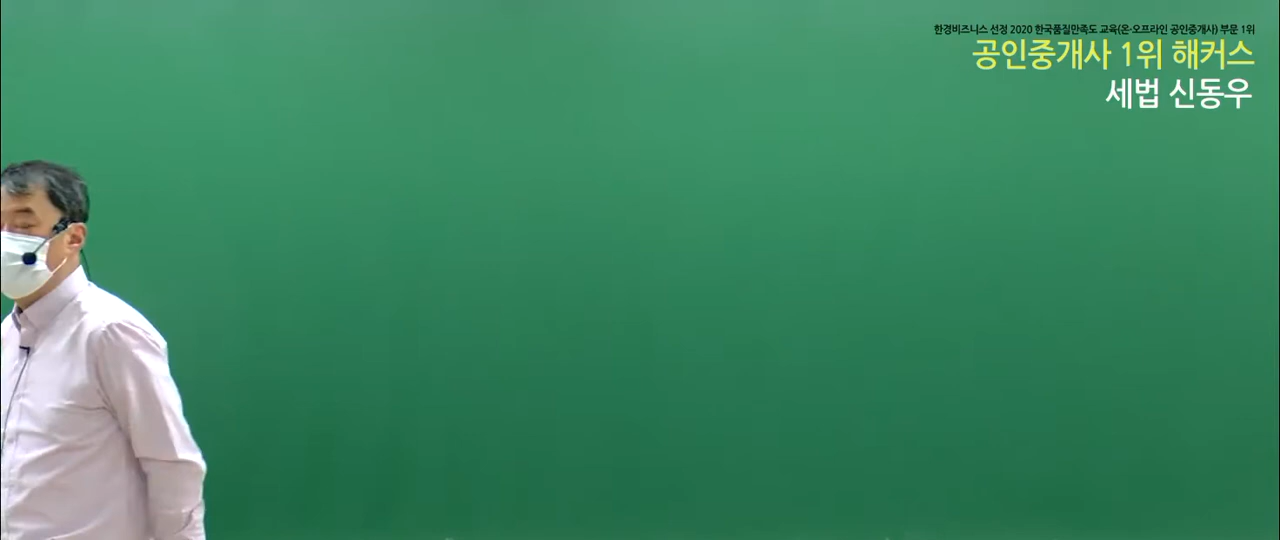 한경비즈니스 선정 2020 한국품질만족도 교육(온·오프라인 공인중개사) 부문 1위
공인중개사 1위 해커스
세법 신동우